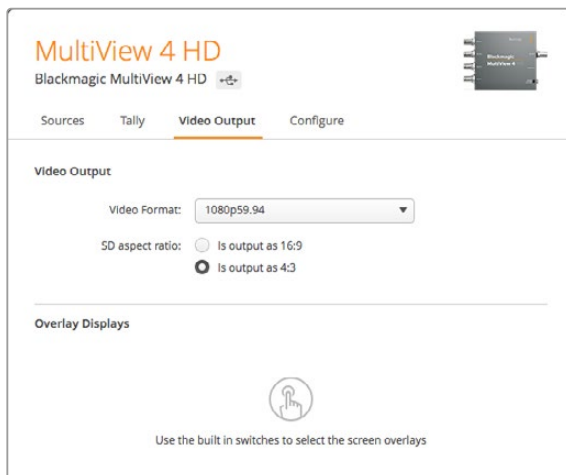 MultiView 4 HD
Blackmagic MultiView 4 HD
Blackmagic
MultiView 4
Sources Tally Video Output Configure
Video Output
Video Format: 1080p59.94
SD aspect ratio: Is output as 16:9
Is output as 4:3
Overlay Displays
Use the built in switches to select the screen overlays